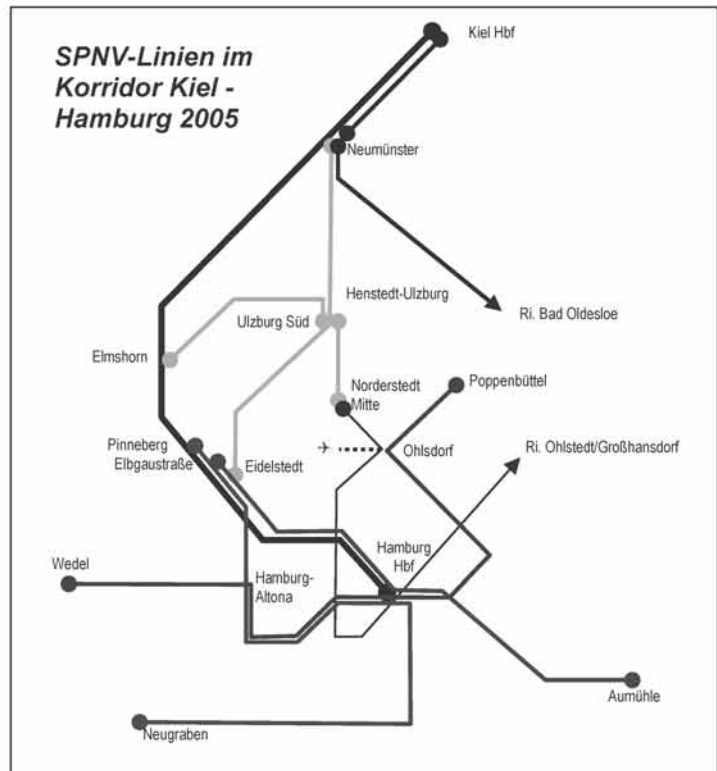 SPNV-Linien im
Korridor Kiel -
Hamburg 2005
Kiel Hbf
Neumünster
Henstedt-Ulzburg
Ulzburg Süd
Ri. Bad Oldesloe
Elmshorn
Norderstedt
Mitte
Poppenbüttel
Pinneberg
Elbgaustraße
Eidelstedt
Ohlsdorf
Ri. Ohlstedt/Großhansdorf
Hamburg
Hbf
Wedel
Hamburg-
Altona
Aumühle
Neugraben